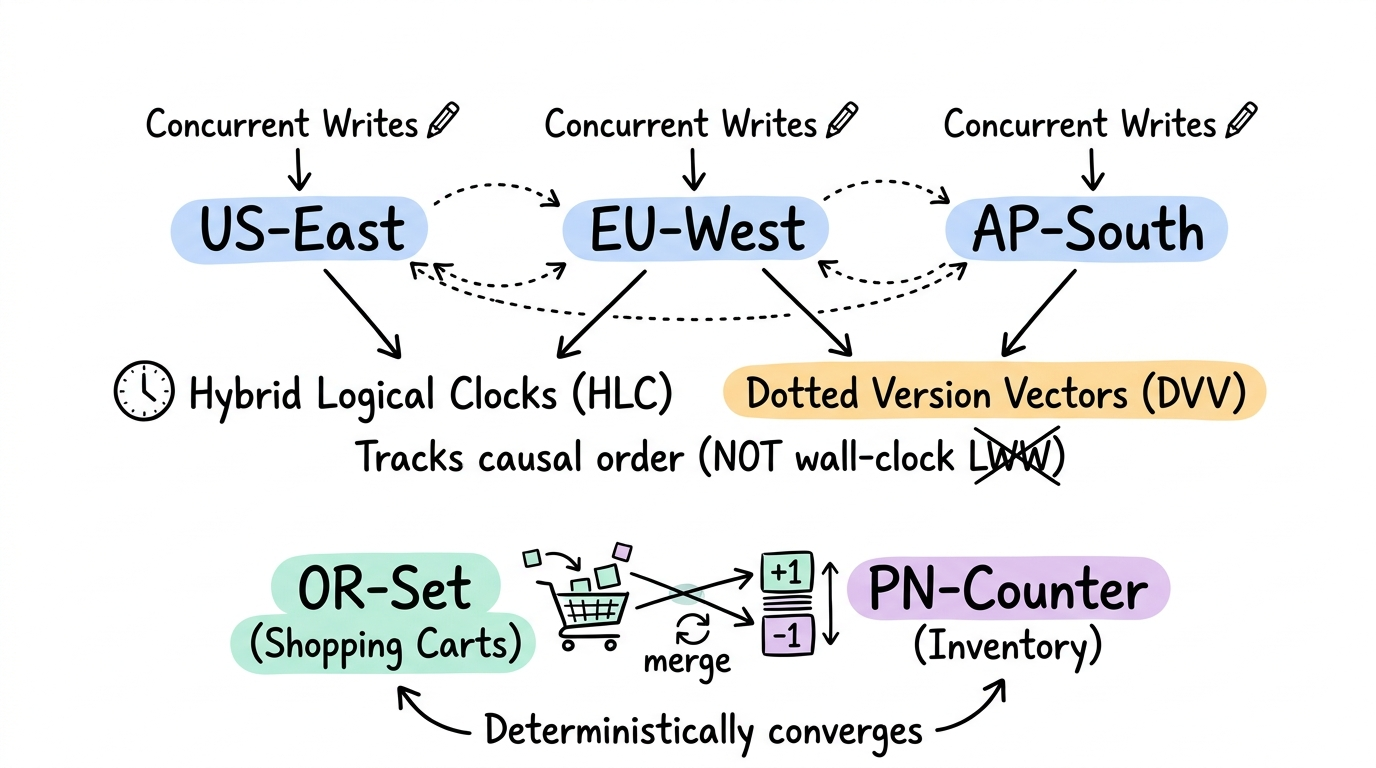 Concurrent Writes
Concurrent Writes
Concurrent Writes
US-East
EU-West
AP-South
Hybrid Logical Clocks (HLC)
Dotted Version Vectors (DVV)
Tracks causal order (NOT wall-clock LWW)
OR-Set
(Shopping Carts)
merge
+1
-1
PN-Counter
(Inventory)
Deterministically converges